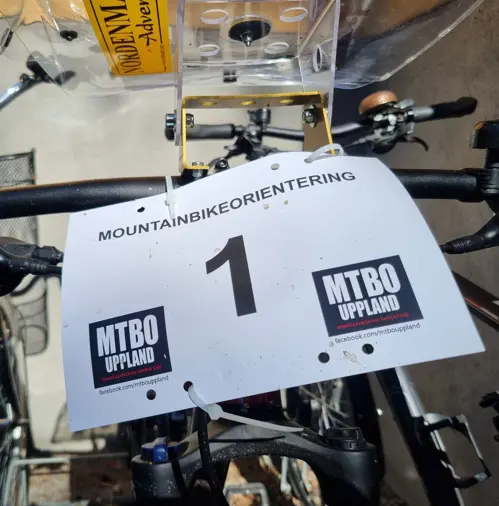 NORDENMA
Adven
MOUNTAINBIKEORIENTERING
1
MTBO
UPPLAND
facebook.com/mtbouppland
MTBO
UPPLAND
facebook.com/mtbouppland